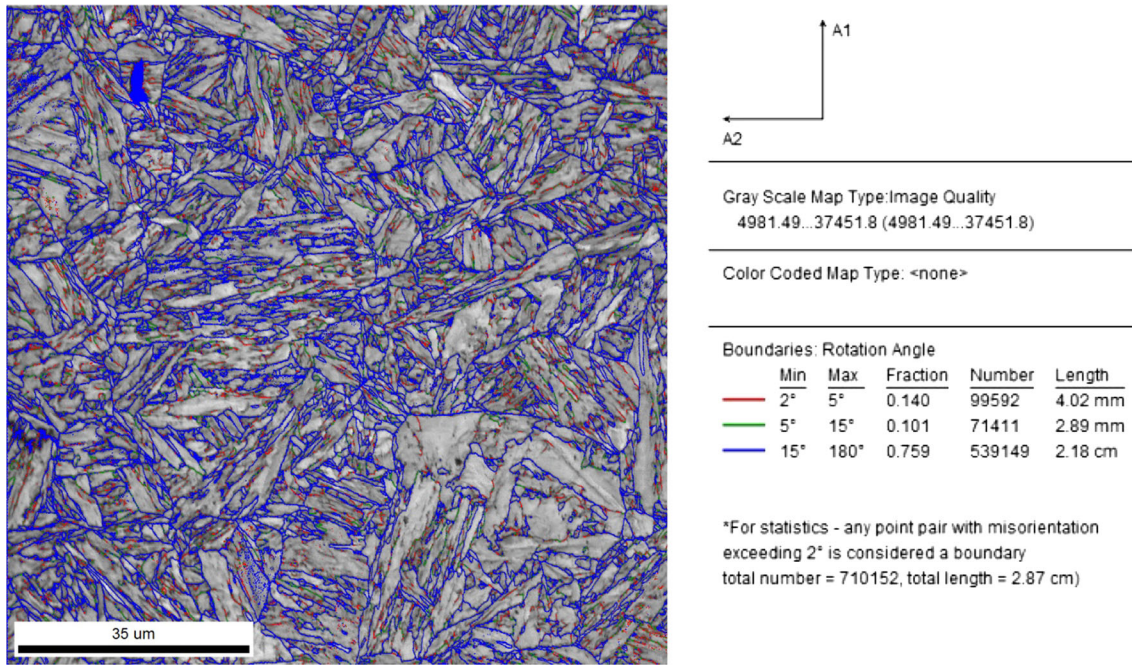 A1
A2
Gray Scale Map Type:Image Quality
4981.49...37451.8 (4981.49...37451.8)
Color Coded Map Type: <none>
Boundaries: Rotation Angle
Min Max Fraction Number Length
2° 5° 0.140 99592 4.02 mm
5° 15° 0.101 71411 2.89 mm
15° 180° 0.759 539149 2.18 cm
*For statistics - any point pair with misorientation
exceeding 2° is considered a boundary
total number = 710152, total length = 2.87 cm)
35 um